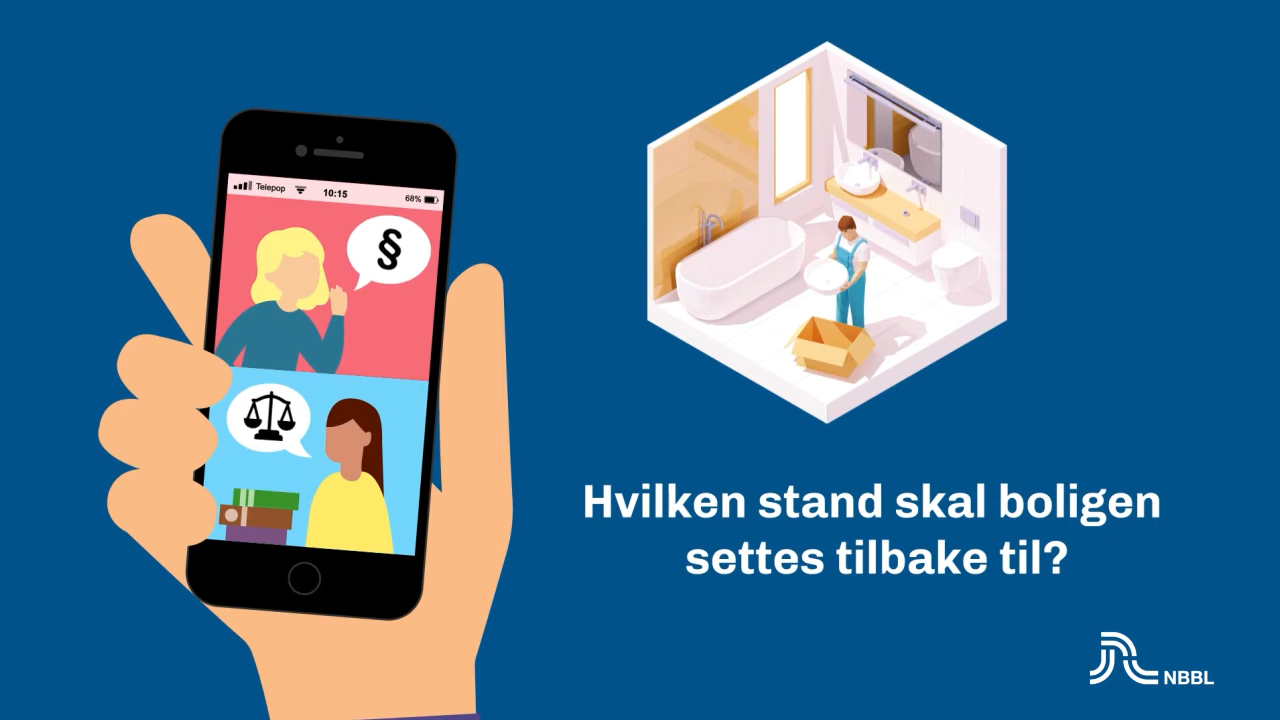 Telepop 10:15 68%
§
Hvilken stand skal boligen
settes tilbake til?
NBBL